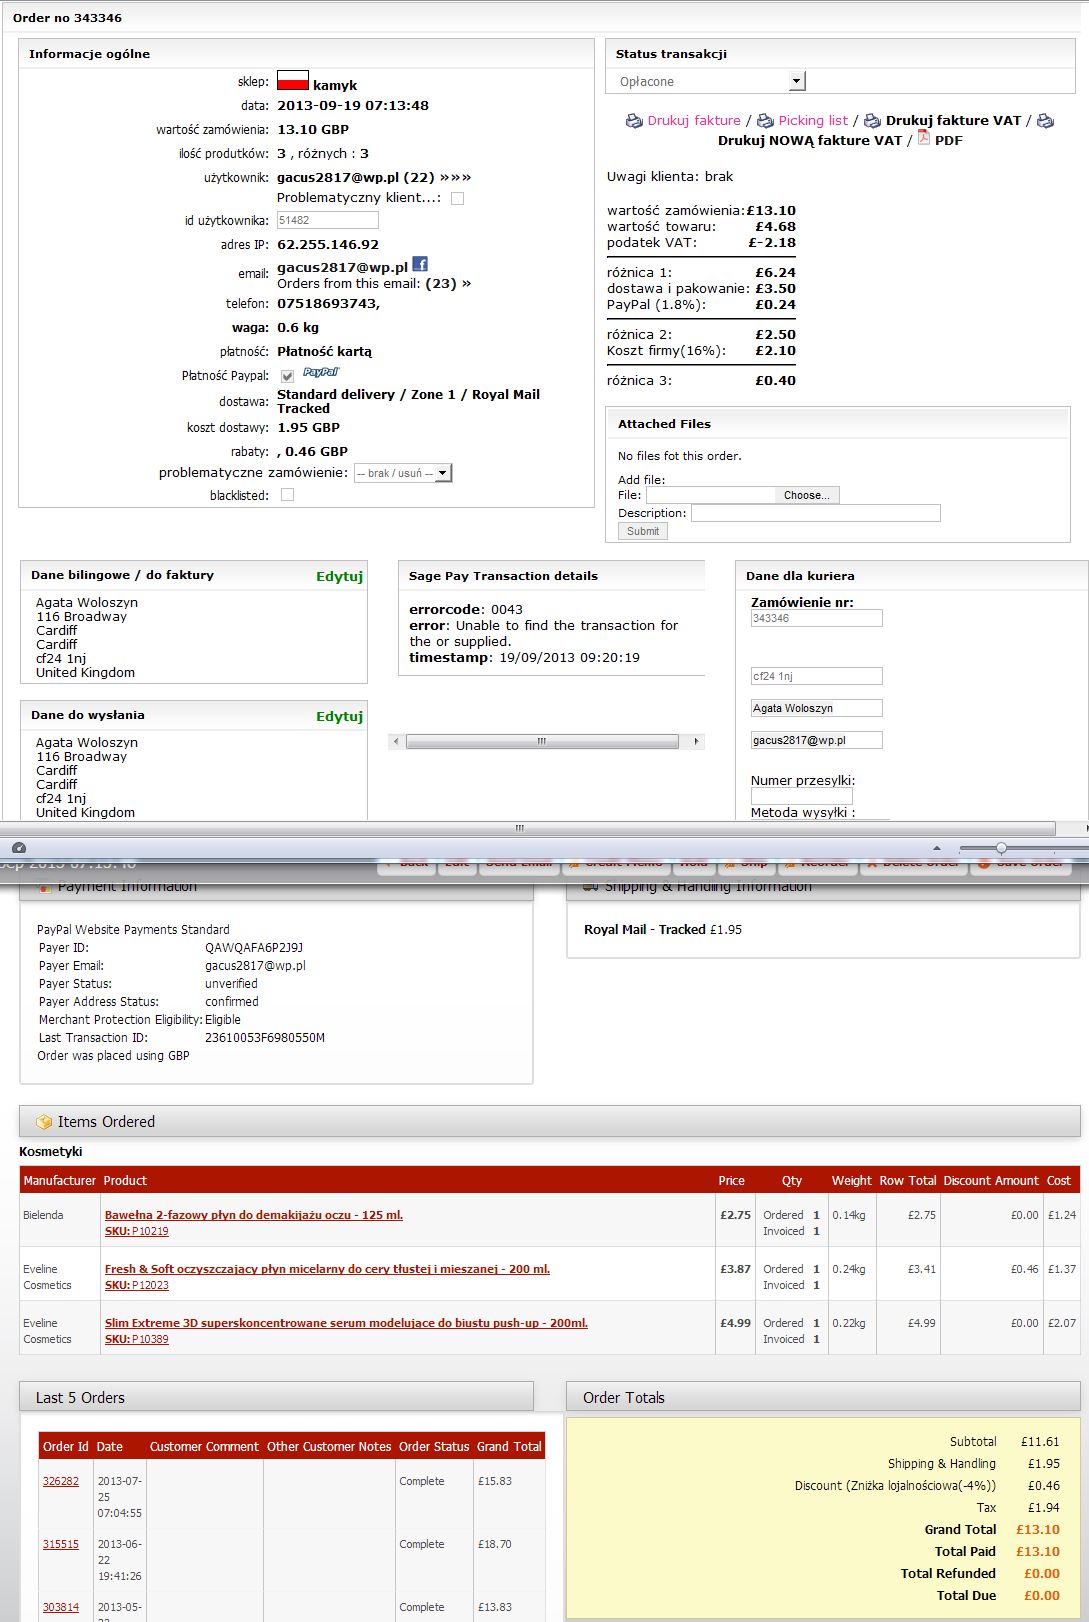 Order no 343346
Informacje ogólne
sklep: kamyk
data: 2013-09-19 07:13:48
wartość zamówienia: 13.10 GBP
ilość produtków: 3 , różnych : 3
użytkownik: gacus2817@wp.pl (22) »»»
Problematyczny klient...:
id użytkownika: 51482
adres IP: 62.255.146.92
email: gacus2817@wp.pl
Orders from this email: (23) »
telefon: 07518693743,
waga: 0.6 kg
płatność: Płatność kartą
Płatność Paypal: PayPal
dostawa: Standard delivery / Zone 1 / Royal Mail
Tracked
koszt dostawy: 1.95 GBP
rabaty: , 0.46 GBP
problematyczne zamówienie: -- brak / usuń --
blacklisted:
Status transakcji
Opłacone
Drukuj fakture / Picking list / Drukuj fakture VAT /
Drukuj NOWĄ fakture VAT / PDF
Uwagi klienta: brak
wartość zamówienia: £13.10
wartość towaru: £4.68
podatek VAT: £-2.18
różnica 1: £6.24
dostawa i pakowanie: £3.50
PayPal (1.8%): £0.24
różnica 2: £2.50
Koszt firmy(16%): £2.10
różnica 3: £0.40
Attached Files
No files fot this order.
Add file:
File: Choose...
Description:
Submit
Dane bilingowe / do faktury Edytuj
Agata Woloszyn
116 Broadway
Cardiff
Cardiff
cf24 1nj
United Kingdom
Dane do wysłania Edytuj
Agata Woloszyn
116 Broadway
Cardiff
Cardiff
cf24 1nj
United Kingdom
Sage Pay Transaction details
errorcode: 0043
error: Unable to find the transaction for
the or supplied.
timestamp: 19/09/2013 09:20:19
Dane dla kuriera
Zamówienie nr:
343346
cf24 1nj
Agata Woloszyn
gacus2817@wp.pl
Numer przesylki:
Metoda wysyłki :
Sep 2013 07:13:48 Back Edit Send Email Credit Memo Hold Ship Reorder Delete Order Save Order
Payment Information
PayPal Website Payments Standard
Payer ID: QAWQAFA6P2J9J
Payer Email: gacus2817@wp.pl
Payer Status: unverified
Payer Address Status: confirmed
Merchant Protection Eligibility: Eligible
Last Transaction ID: 23610053F6980550M
Order was placed using GBP
Shipping & Handling Information
Royal Mail - Tracked £1.95
Items Ordered
Kosmetyki
Manufacturer Product Price Qty Weight Row Total Discount Amount Cost
Bielenda Bawełna 2-fazowy płyn do demakijażu oczu - 125 ml. £2.75 Ordered 1 0.14kg £2.75 £0.00 £1.24
SKU: P10219 Invoiced 1
Eveline Fresh & Soft oczyszczający płyn micelarny do cery tłustej i mieszanej - 200 ml. £3.87 Ordered 1 0.24kg £3.41 £0.46 £1.37
Cosmetics SKU: P12023 Invoiced 1
Eveline Slim Extreme 3D superskoncentrowane serum modelujące do biustu push-up - 200ml. £4.99 Ordered 1 0.22kg £4.99 £0.00 £2.07
Cosmetics SKU: P10389 Invoiced 1
Last 5 Orders
Order Id Date Customer Comment Other Customer Notes Order Status Grand Total
326282 2013-07- Complete £15.83
25
07:04:55
315515 2013-06- Complete £18.70
22
19:41:26
303814 2013-05- Complete £13.83
Order Totals
Subtotal £11.61
Shipping & Handling £1.95
Discount (Zniżka lojalnościowa(-4%)) £0.46
Tax £1.94
Grand Total £13.10
Total Paid £13.10
Total Refunded £0.00
Total Due £0.00